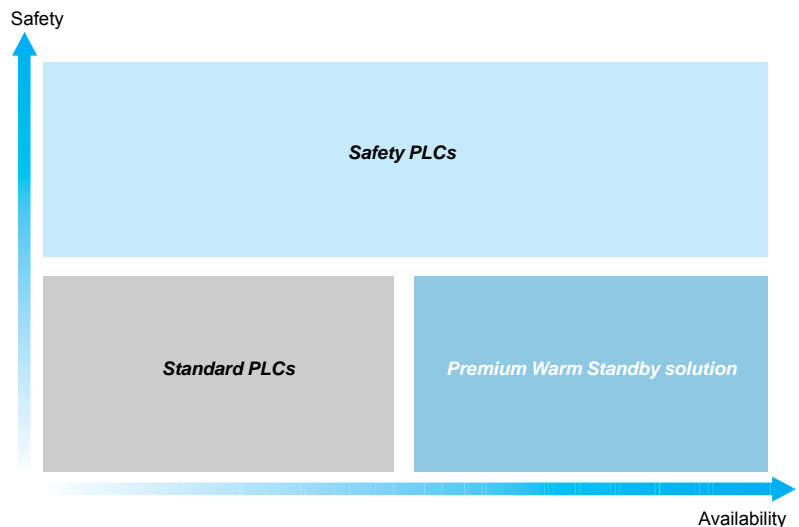 Safety
Safety PLCs
Standard PLCs
Premium Warm Standby solution
Availability